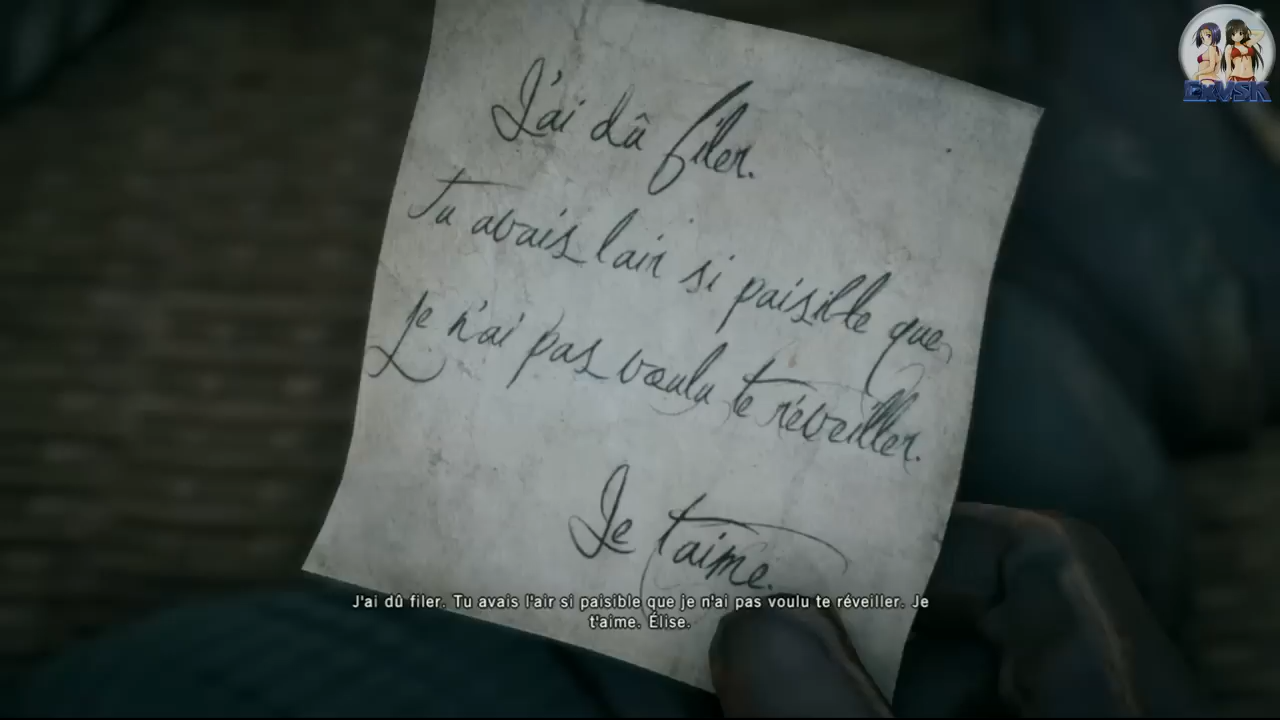 J'ai dû filer.
Tu avais l'air si paisible que
je n'ai pas voulu te réveiller.
Je t'aime.
J'ai dû filer. Tu avais l'air si paisible que je n'ai pas voulu te réveiller. Je
t'aime. Élise.